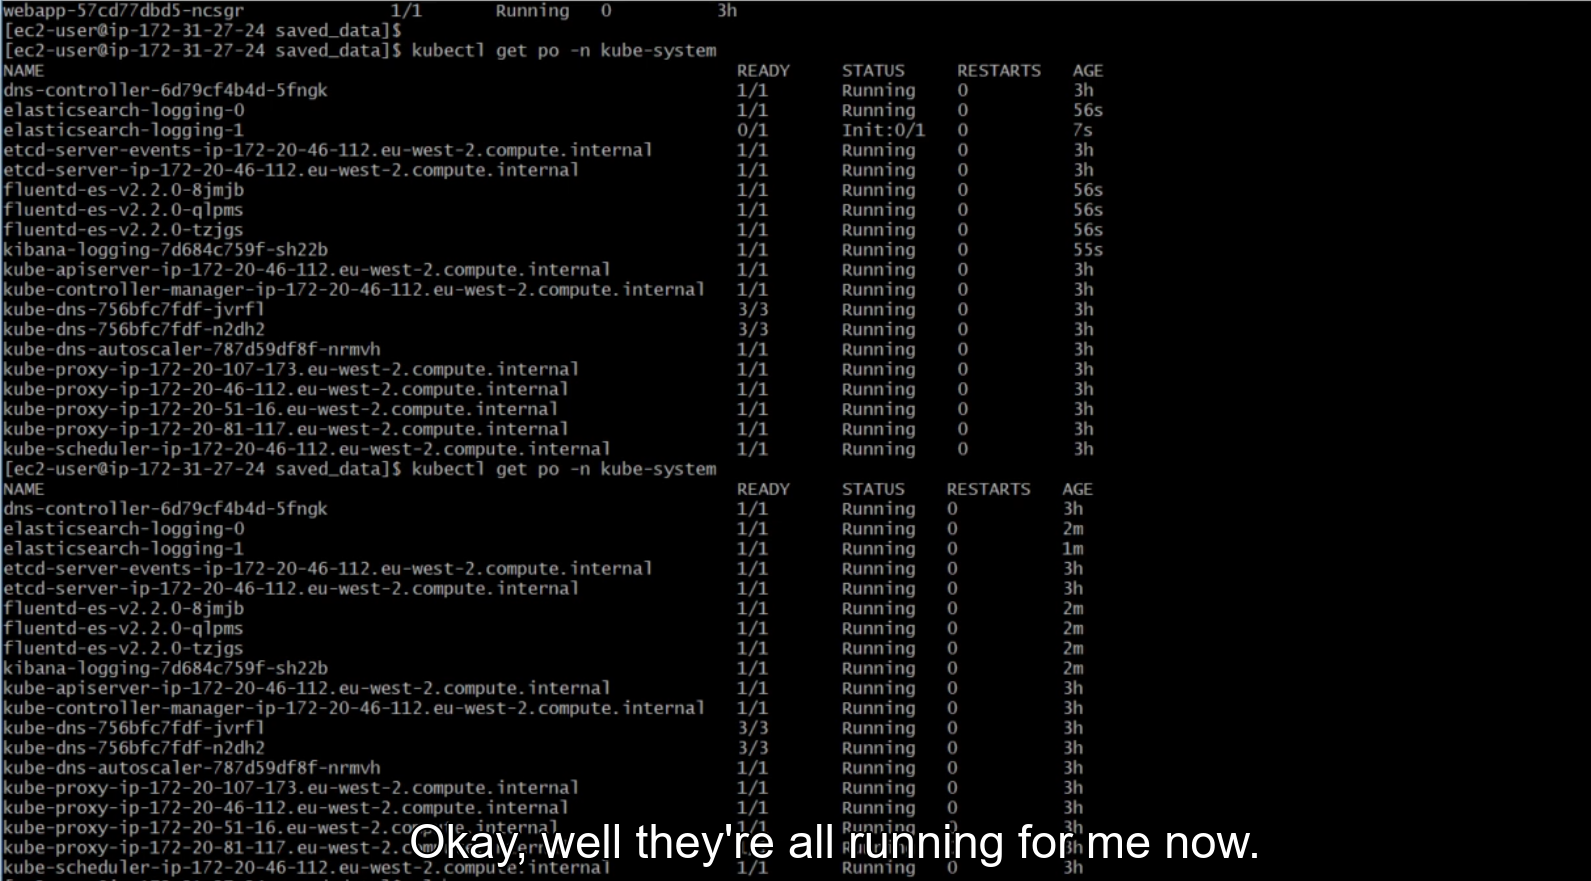 webapp-57cd77dbd5-ncsgr 1/1 Running 0 3h
[ec2-user@ip-172-31-27-24 saved_data]$
[ec2-user@ip-172-31-27-24 saved_data]$ kubectl get po -n kube-system
NAME READY STATUS RESTARTS AGE
dns-controller-6d79cf4b4d-5fngk 1/1 Running 0 3h
elasticsearch-logging-0 1/1 Running 0 56s
elasticsearch-logging-1 0/1 Init:0/1 0 7s
etcd-server-events-ip-172-20-46-112.eu-west-2.compute.internal 1/1 Running 0 3h
etcd-server-ip-172-20-46-112.eu-west-2.compute.internal 1/1 Running 0 3h
fluentd-es-v2.2.0-8jmjb 1/1 Running 0 56s
fluentd-es-v2.2.0-qlpms 1/1 Running 0 56s
fluentd-es-v2.2.0-tzjgs 1/1 Running 0 56s
kibana-logging-7d684c759f-sh22b 1/1 Running 0 55s
kube-apiserver-ip-172-20-46-112.eu-west-2.compute.internal 1/1 Running 0 3h
kube-controller-manager-ip-172-20-46-112.eu-west-2.compute.internal 1/1 Running 0 3h
kube-dns-756bfc7fdf-jvrfl 3/3 Running 0 3h
kube-dns-756bfc7fdf-n2dh2 3/3 Running 0 3h
kube-dns-autoscaler-787d59df8f-nrmvh 1/1 Running 0 3h
kube-proxy-ip-172-20-107-173.eu-west-2.compute.internal 1/1 Running 0 3h
kube-proxy-ip-172-20-46-112.eu-west-2.compute.internal 1/1 Running 0 3h
kube-proxy-ip-172-20-51-16.eu-west-2.compute.internal 1/1 Running 0 3h
kube-proxy-ip-172-20-81-117.eu-west-2.compute.internal 1/1 Running 0 3h
kube-scheduler-ip-172-20-46-112.eu-west-2.compute.internal 1/1 Running 0 3h
[ec2-user@ip-172-31-27-24 saved_data]$ kubectl get po -n kube-system
NAME READY STATUS RESTARTS AGE
dns-controller-6d79cf4b4d-5fngk 1/1 Running 0 3h
elasticsearch-logging-0 1/1 Running 0 2m
elasticsearch-logging-1 1/1 Running 0 1m
etcd-server-events-ip-172-20-46-112.eu-west-2.compute.internal 1/1 Running 0 3h
etcd-server-ip-172-20-46-112.eu-west-2.compute.internal 1/1 Running 0 3h
fluentd-es-v2.2.0-8jmjb 1/1 Running 0 2m
fluentd-es-v2.2.0-qlpms 1/1 Running 0 2m
fluentd-es-v2.2.0-tzjgs 1/1 Running 0 2m
kibana-logging-7d684c759f-sh22b 1/1 Running 0 2m
kube-apiserver-ip-172-20-46-112.eu-west-2.compute.internal 1/1 Running 0 3h
kube-controller-manager-ip-172-20-46-112.eu-west-2.compute.internal 1/1 Running 0 3h
kube-dns-756bfc7fdf-jvrfl 3/3 Running 0 3h
kube-dns-756bfc7fdf-n2dh2 3/3 Running 0 3h
kube-dns-autoscaler-787d59df8f-nrmvh 1/1 Running 0 3h
kube-proxy-ip-172-20-107-173.eu-west-2.compute.internal 1/1 Running 0 3h
kube-proxy-ip-172-20-46-112.eu-west-2.compute.internal 1/1 Running 0 3h
kube-proxy-ip-172-20-51-16.eu-west-2.compute.internal 1/1 Running 0 3h
kube-proxy-ip-172-20-81-117.eu-west-2
kube-scheduler-ip-172-20-46-112.eu-west-2.compute.internal 1/1 Running 0 3h
Okay, well they're all running for me now.